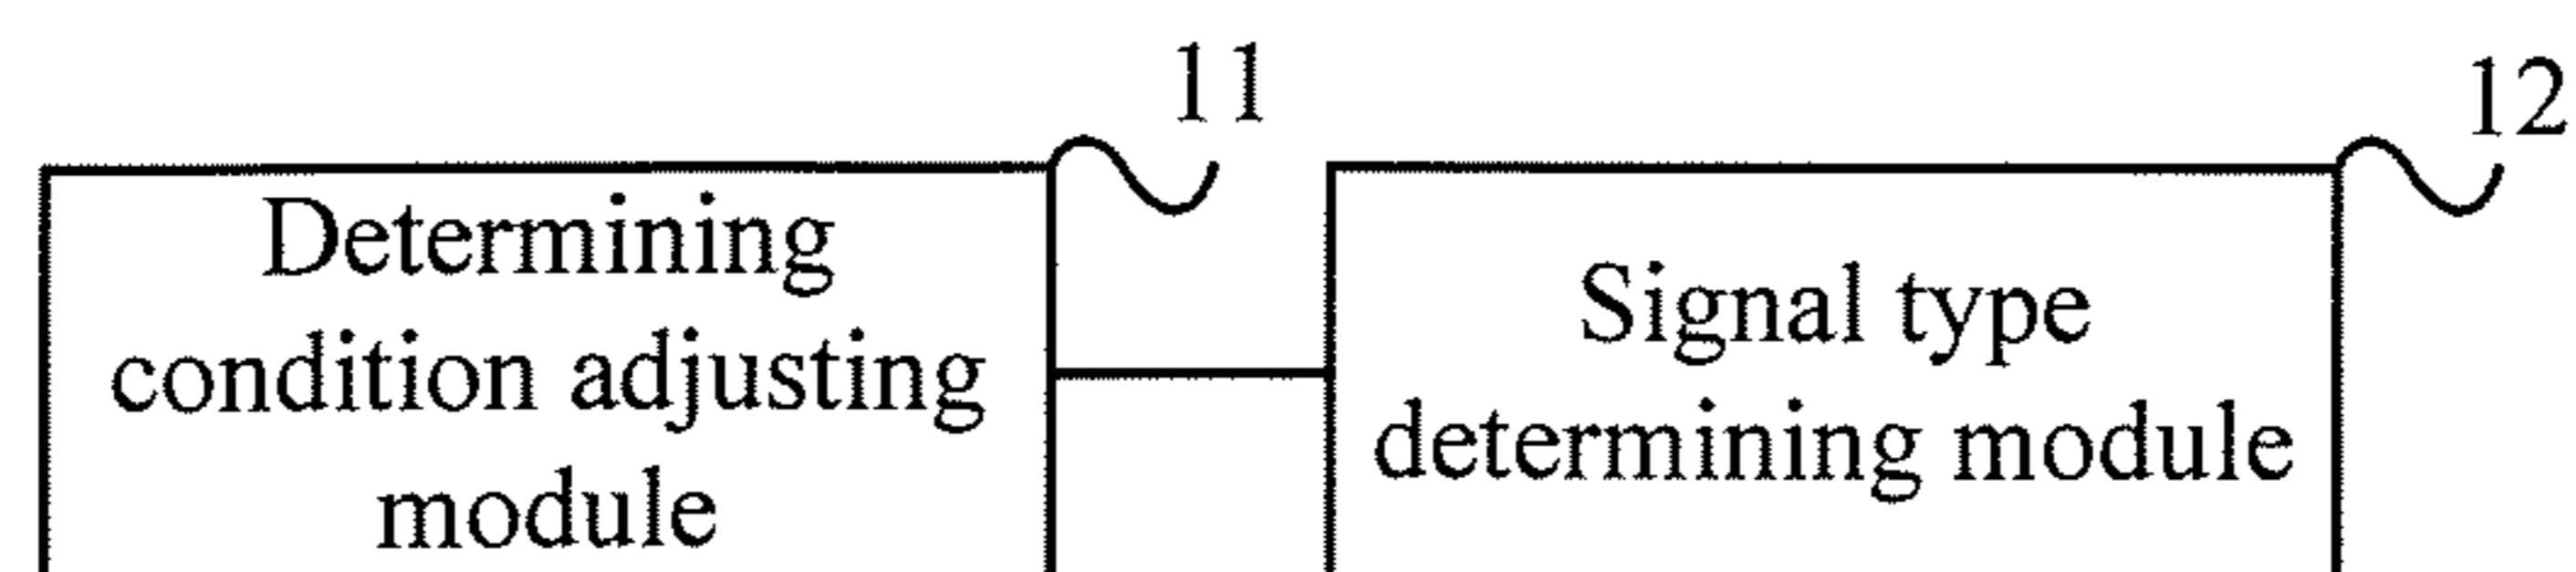 11
12
Determining
condition adjusting
module
Signal type
determining module